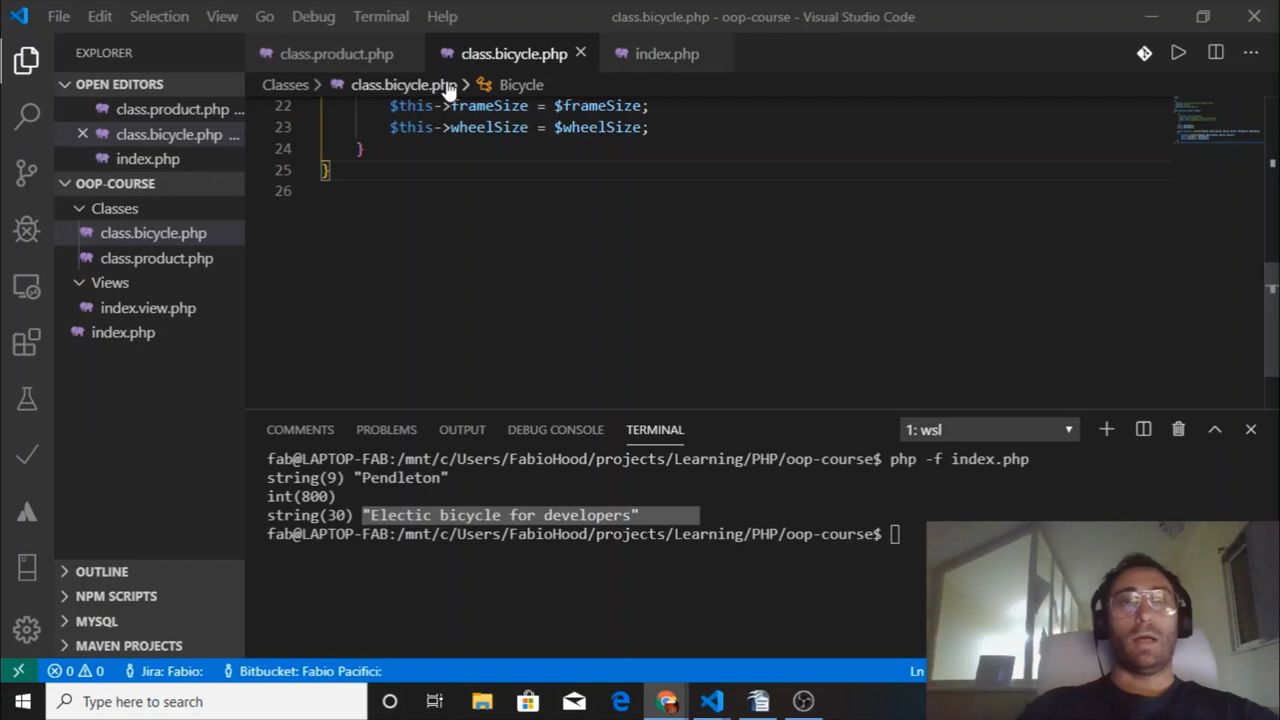 File Edit Selection View Go Debug Terminal Help class.bicycle.php - oop-course - Visual Studio Code
EXPLORER
class.product.php class.bicycle.php index.php
OPEN EDITORS
class.product.php ...
class.bicycle.php ...
index.php
OOP-COURSE
Classes
class.bicycle.php
class.product.php
Views
index.view.php
index.php
OUTLINE
NPM SCRIPTS
MYSQL
MAVEN PROJECTS
Classes > class.bicycle.php > Bicycle
22 $this->frameSize = $frameSize;
23 $this->wheelSize = $wheelSize;
24 }
25 }
26
COMMENTS PROBLEMS OUTPUT DEBUG CONSOLE TERMINAL 1: wsl
fab@LAPTOP-FAB:/mnt/c/Users/FabioHood/projects/Learning/PHP/oop-course$ php -f index.php
string(9) "Pendleton"
int(800)
string(30) "Electic bicycle for developers"
fab@LAPTOP-FAB:/mnt/c/Users/FabioHood/projects/Learning/PHP/oop-course$
0 0 Jira: Fabio: Bitbucket: Fabio Pacifici: Ln
Type here to search